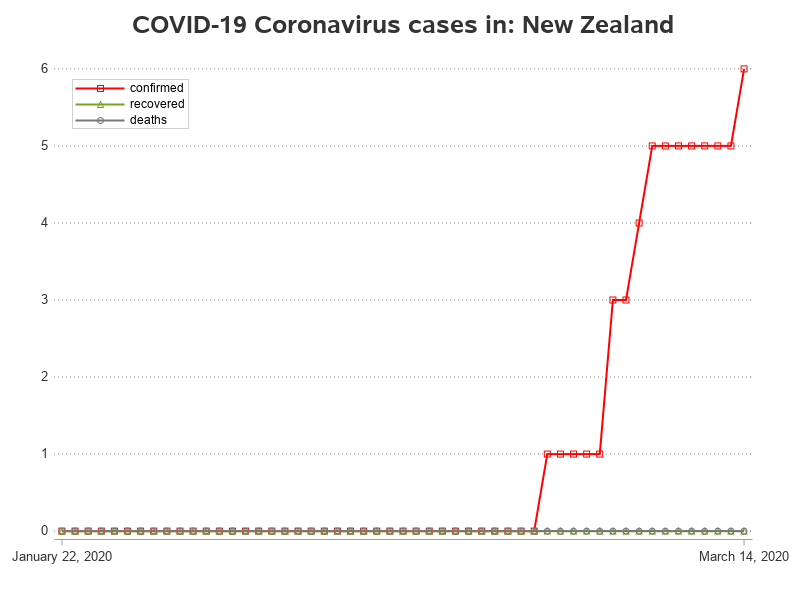 COVID-19 Coronavirus cases in: New Zealand
6
confirmed
recovered
deaths
5
4
3
2
1
0
January 22, 2020
March 14, 2020